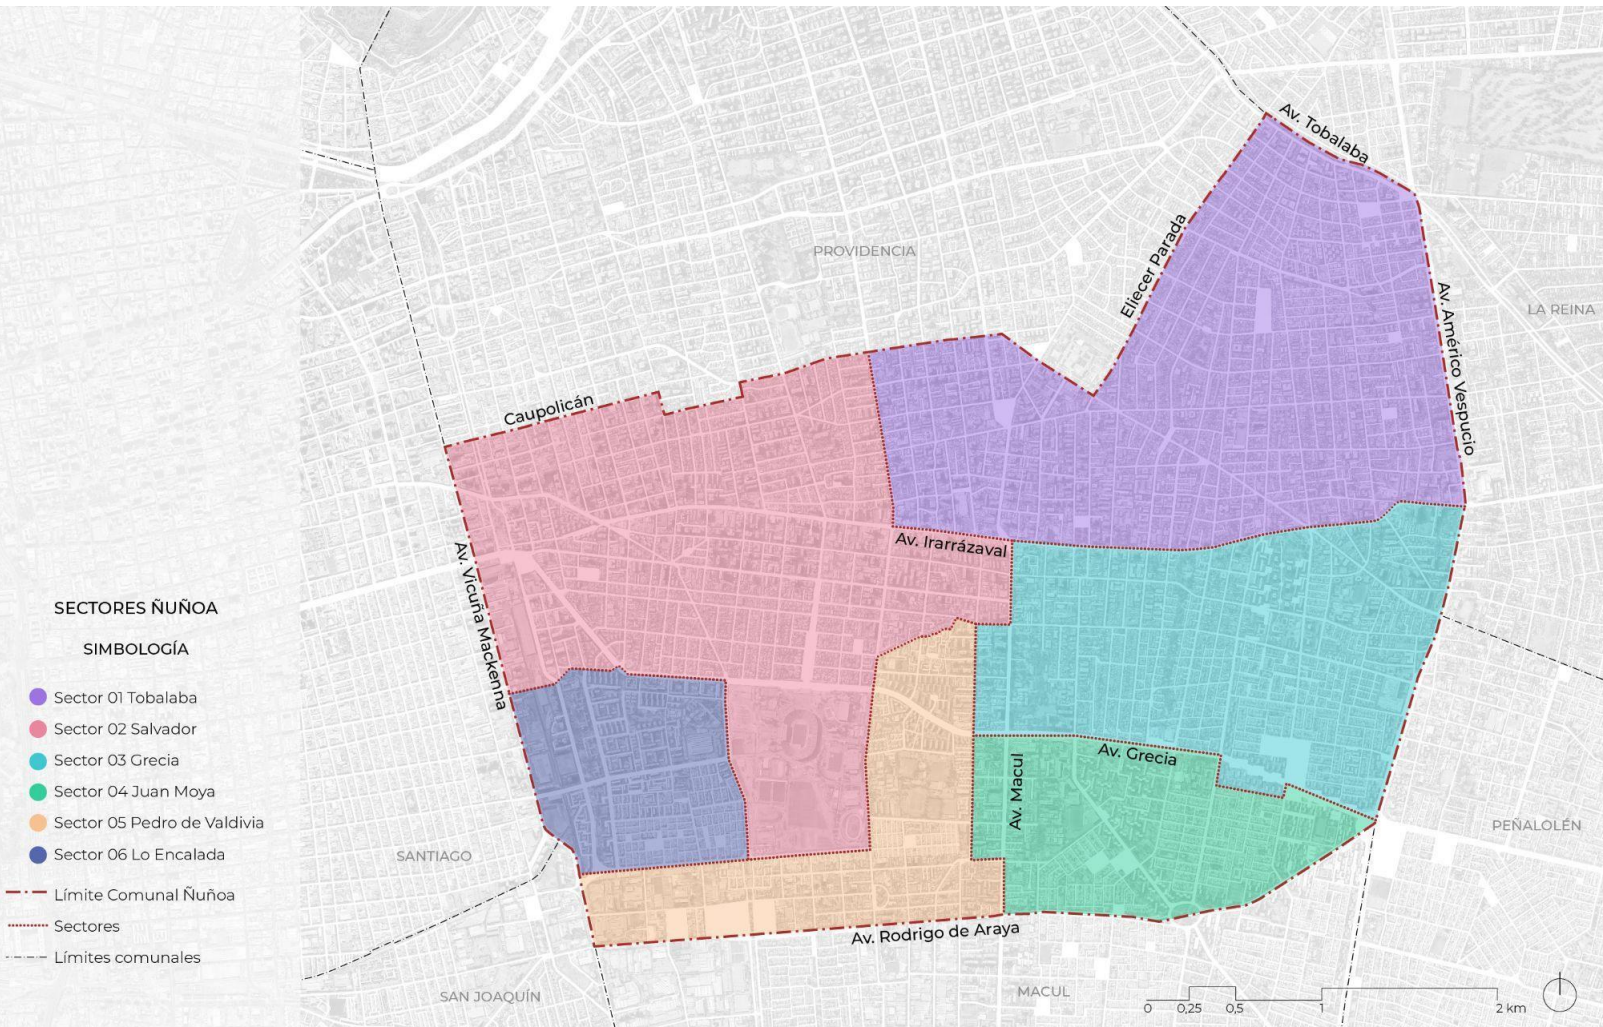 Av. Tobalaba
Eliecer Parada
PROVIDENCIA
LA REINA
Av. Américo Vespucio
Caupolicán
Av. Irarrázaval
Av. Vicuña Mackenna
Av. Grecia
Av. Macul
PEÑALOLÉN
SANTIAGO
Av. Rodrigo de Araya
SAN JOAQUÍN
MACUL
SECTORES ÑUÑOA
SIMBOLOGÍA
Sector 01 Tobalaba
Sector 02 Salvador
Sector 03 Grecia
Sector 04 Juan Moya
Sector 05 Pedro de Valdivia
Sector 06 Lo Encalada
Límite Comunal Ñuñoa
Sectores
Límites comunales
0 0,25 0,5 1 2 km